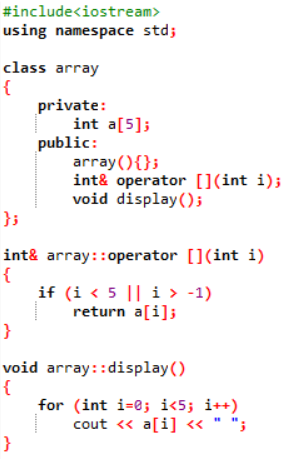 #include<iostream>
using namespace std;
class array
{
private:
int a[5];
public:
array(){};
int& operator [](int i);
void display();
};
int& array::operator [](int i)
{
if (i < 5 || i > -1)
return a[i];
}
void array::display()
{
for (int i=0; i<5; i++)
cout << a[i] << " ";
}